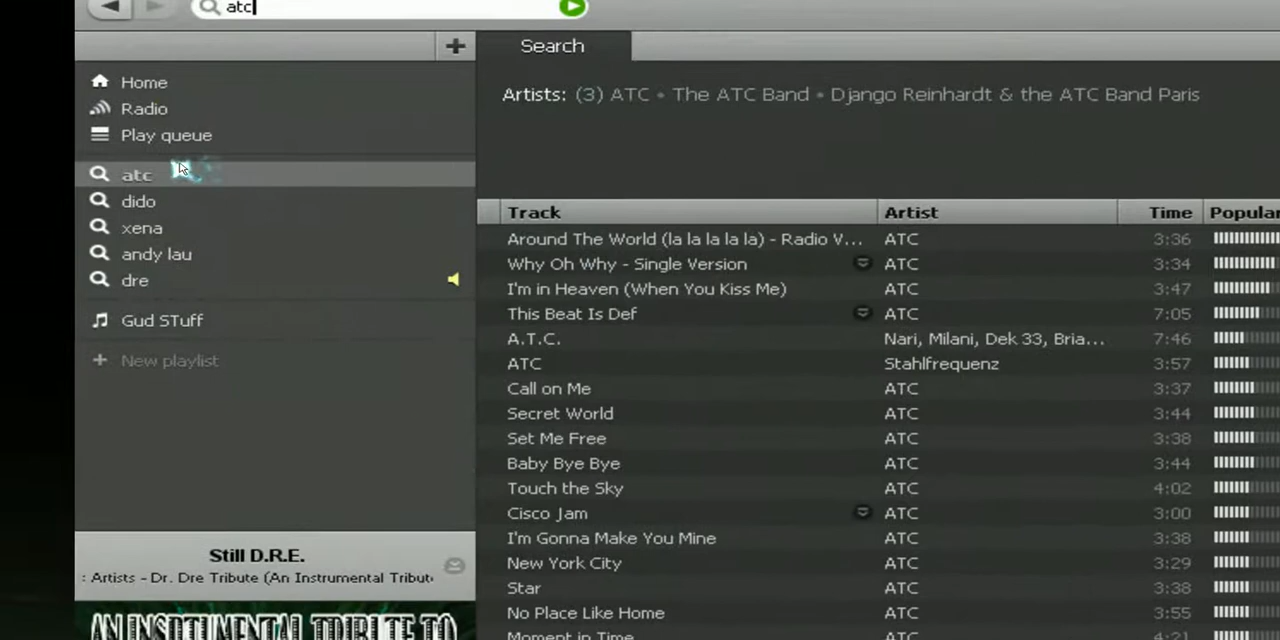 atc
Search
Home
Radio
Play queue
atc
dido
xena
andy lau
dre
Gud STuff
New playlist
Artists: (3) ATC • The ATC Band • Django Reinhardt & the ATC Band Paris
Track Artist Time Popular
Around The World (la la la la la) - Radio V... ATC 3:36
Why Oh Why - Single Version ATC 3:34
I'm in Heaven (When You Kiss Me) ATC 3:47
This Beat Is Def ATC 7:05
A.T.C. Nari, Milani, Dek 33, Bria... 7:46
ATC Stahlfrequenz 3:57
Call on Me ATC 3:37
Secret World ATC 3:44
Set Me Free ATC 3:38
Baby Bye Bye ATC 3:44
Touch the Sky ATC 4:02
Cisco Jam ATC 3:00
I'm Gonna Make You Mine ATC 3:38
New York City ATC 3:29
Star ATC 3:38
No Place Like Home ATC 3:55
Moment in Time ATC 4:21
Still D.R.E.
: Artists - Dr. Dre Tribute (An Instrumental Tribut
AN INSTRUMENTAL TRIBUTE TO